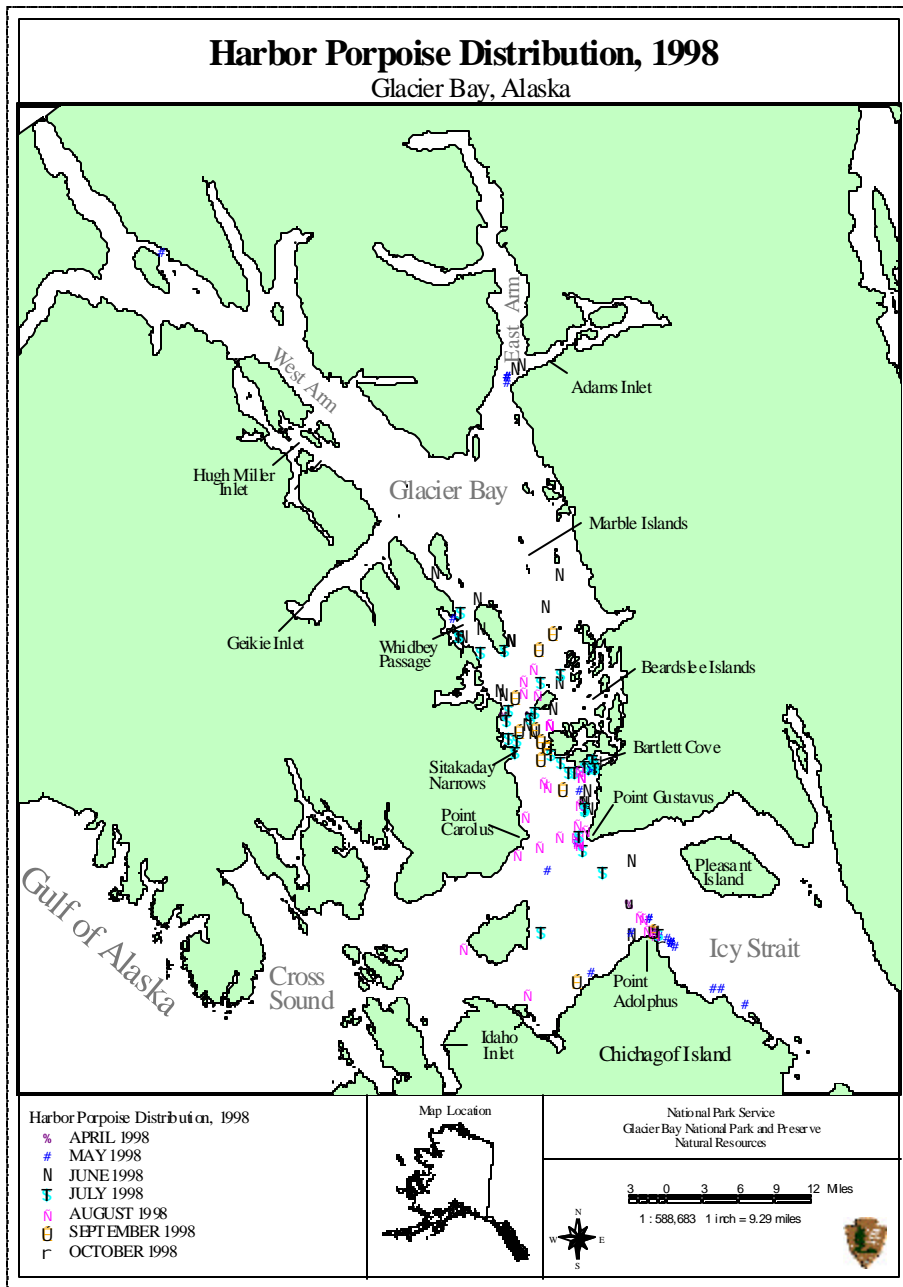 Harbor Porpoise Distribution, 1998
Glacier Bay, Alaska
East Arm
West Arm
Adams Inlet
Hugh Miller
Inlet
Glacier Bay
Marble Islands
Geikie Inlet
Whidbey
Passage
Beardslee Islands
Bartlett Cove
Sitakaday
Narrows
Point Gustavus
Point
Carolus
Pleasant
Island
Gulf of Alaska
Icy Strait
Cross
Sound
Point
Adolphus
Idaho
Inlet
Chichagof Island
Harbor Porpoise Distribution, 1998
% APRIL 1998
# MAY 1998
N JUNE 1998
T JULY 1998
Ñ AUGUST 1998
Ú SEPTEMBER 1998
r OCTOBER 1998
Map Location
National Park Service
Glacier Bay National Park and Preserve
Natural Resources
3 0 3 6 9 12 Miles
1 : 588,683 1 inch = 9.29 miles
N
W E
S